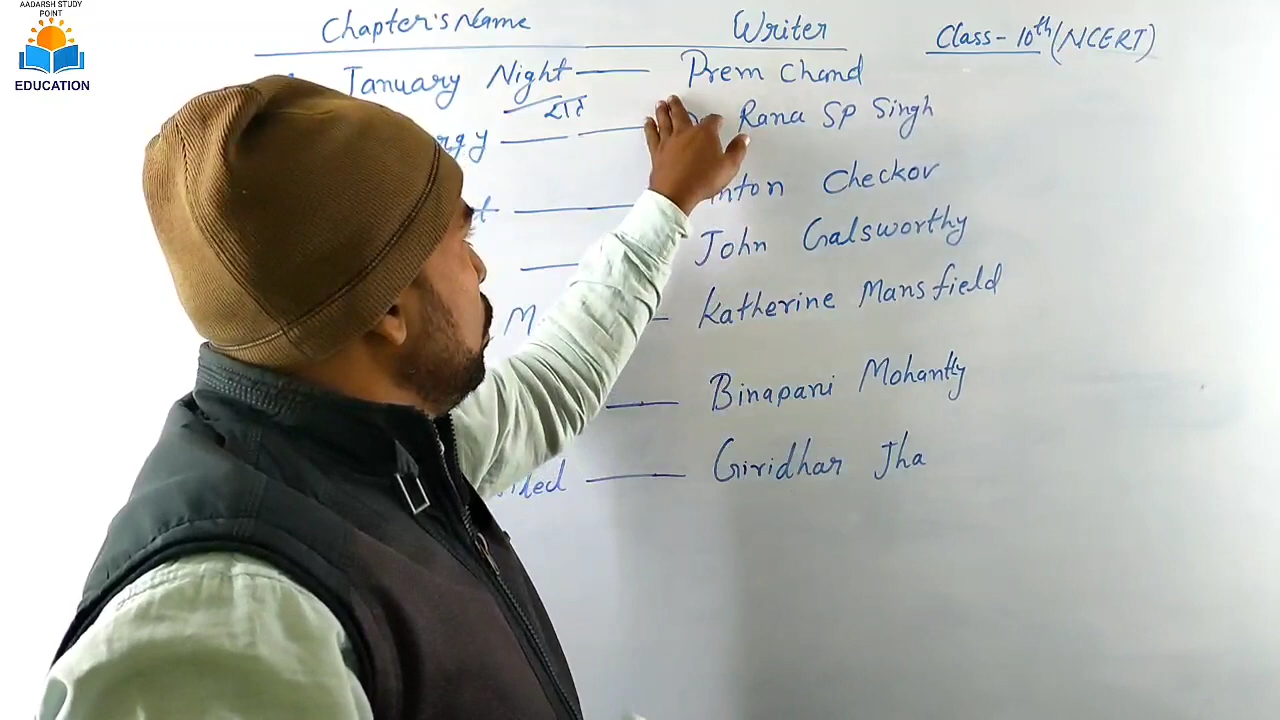 AADARSH STUDY
POINT
EDUCATION
Chapter's Name Writer Class-10th (NCERT)
January Night — Prem Chand
रात
Rana SP Singh
Checkov
John Galsworthy
Katherine Mansfield
Binapani Mohantly
Giridhar Jha